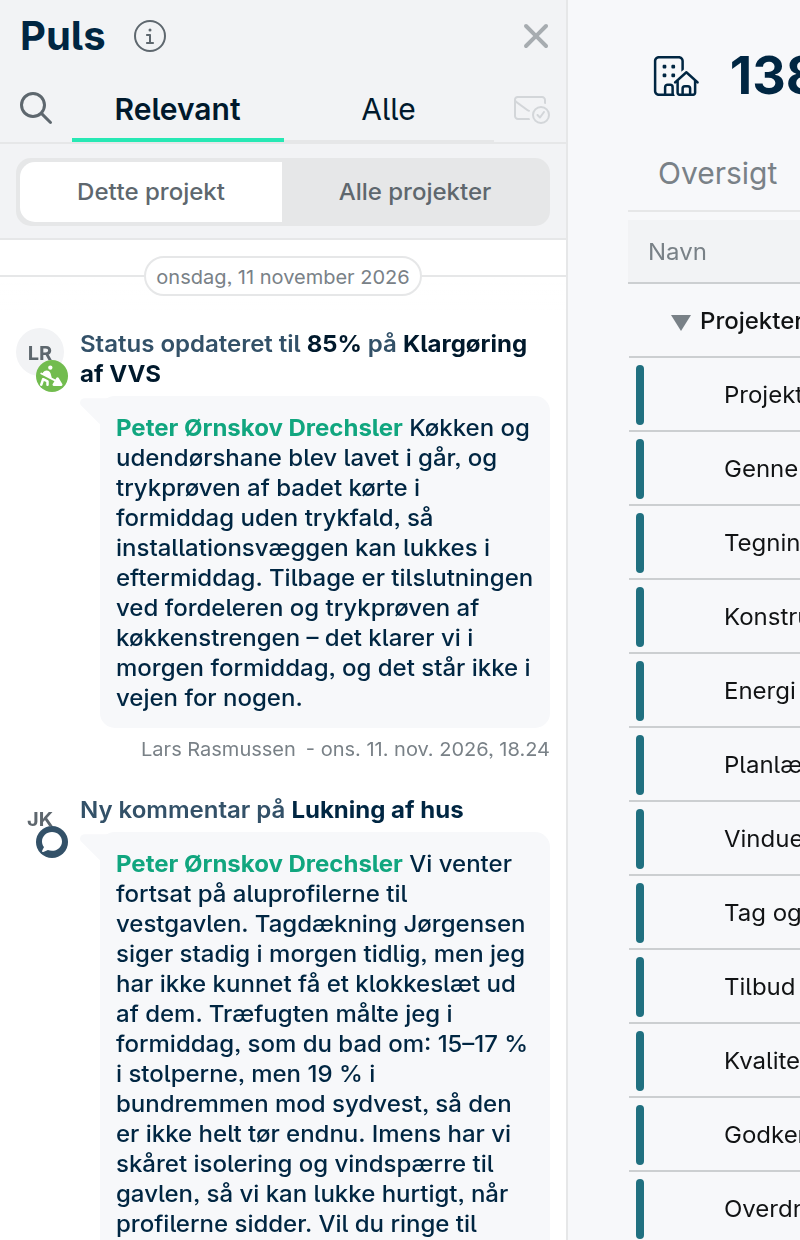 Puls
Relevant
Alle
Dette projekt
Alle projekter
onsdag, 11 november 2026
LR
Status opdateret til 85% på Klargøring
af VVS
Peter Ørnskov Drechsler Køkken og
udendørshane blev lavet i går, og
trykprøven af badet kørte i
formiddag uden trykfald, så
installationsvæggen kan lukkes i
eftermiddag. Tilbage er tilslutningen
ved fordeleren og trykprøven af
køkkenstrengen – det klarer vi i
morgen formiddag, og det står ikke i
vejen for nogen.
Lars Rasmussen - ons. 11. nov. 2026, 18.24
JK
Ny kommentar på Lukning af hus
Peter Ørnskov Drechsler Vi venter
fortsat på aluprofilerne til
vestgavlen. Tagdækning Jørgensen
siger stadig i morgen tidlig, men jeg
har ikke kunnet få et klokkeslæt ud
af dem. Træfugten målte jeg i
formiddag, som du bad om: 15–17 %
i stolperne, men 19 % i
bundremmen mod sydvest, så den
er ikke helt tør endnu. Imens har vi
skåret isolering og vindspærre til
gavlen, så vi kan lukke hurtigt, når
profilerne sidder. Vil du ringe til
138
Oversigt
Navn
Projekter
Projekt
Genne
Tegnin
Konstru
Energi
Planlæ
Vindue
Tag og
Tilbud
Kvalite
Godke
Overdr